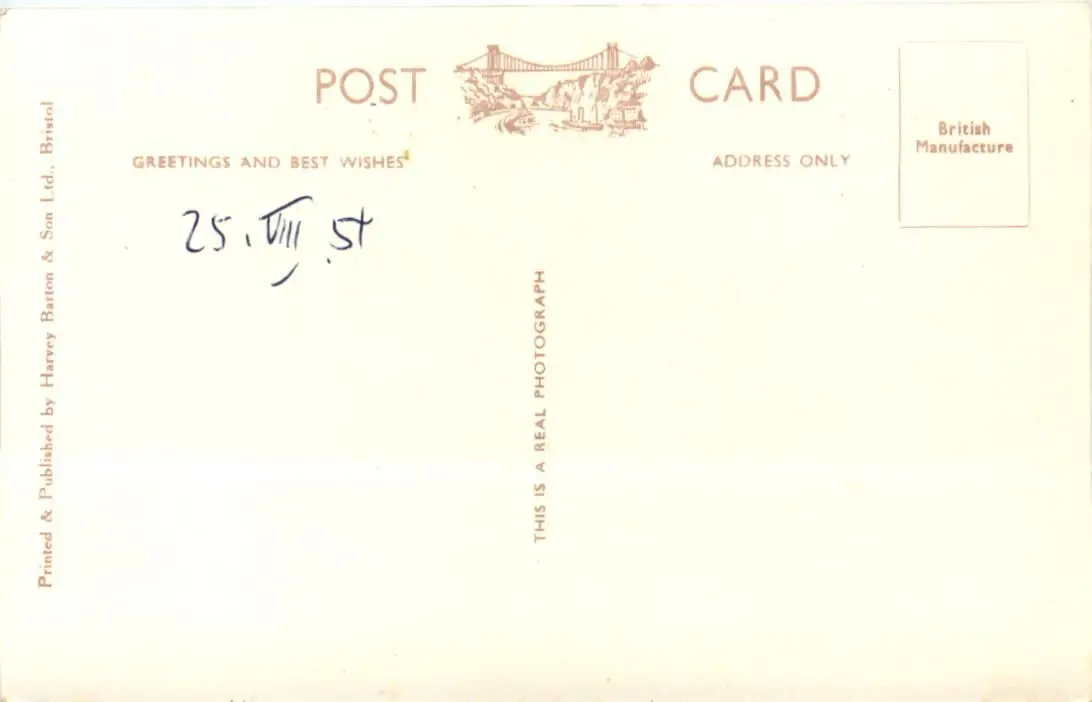 POST CARD
British
Manufacture
GREETINGS AND BEST WISHES
ADDRESS ONLY
25. VIII 51
THIS IS A REAL PHOTOGRAPH
Printed & Published by Harvey Barton & Son Ltd., Bristol